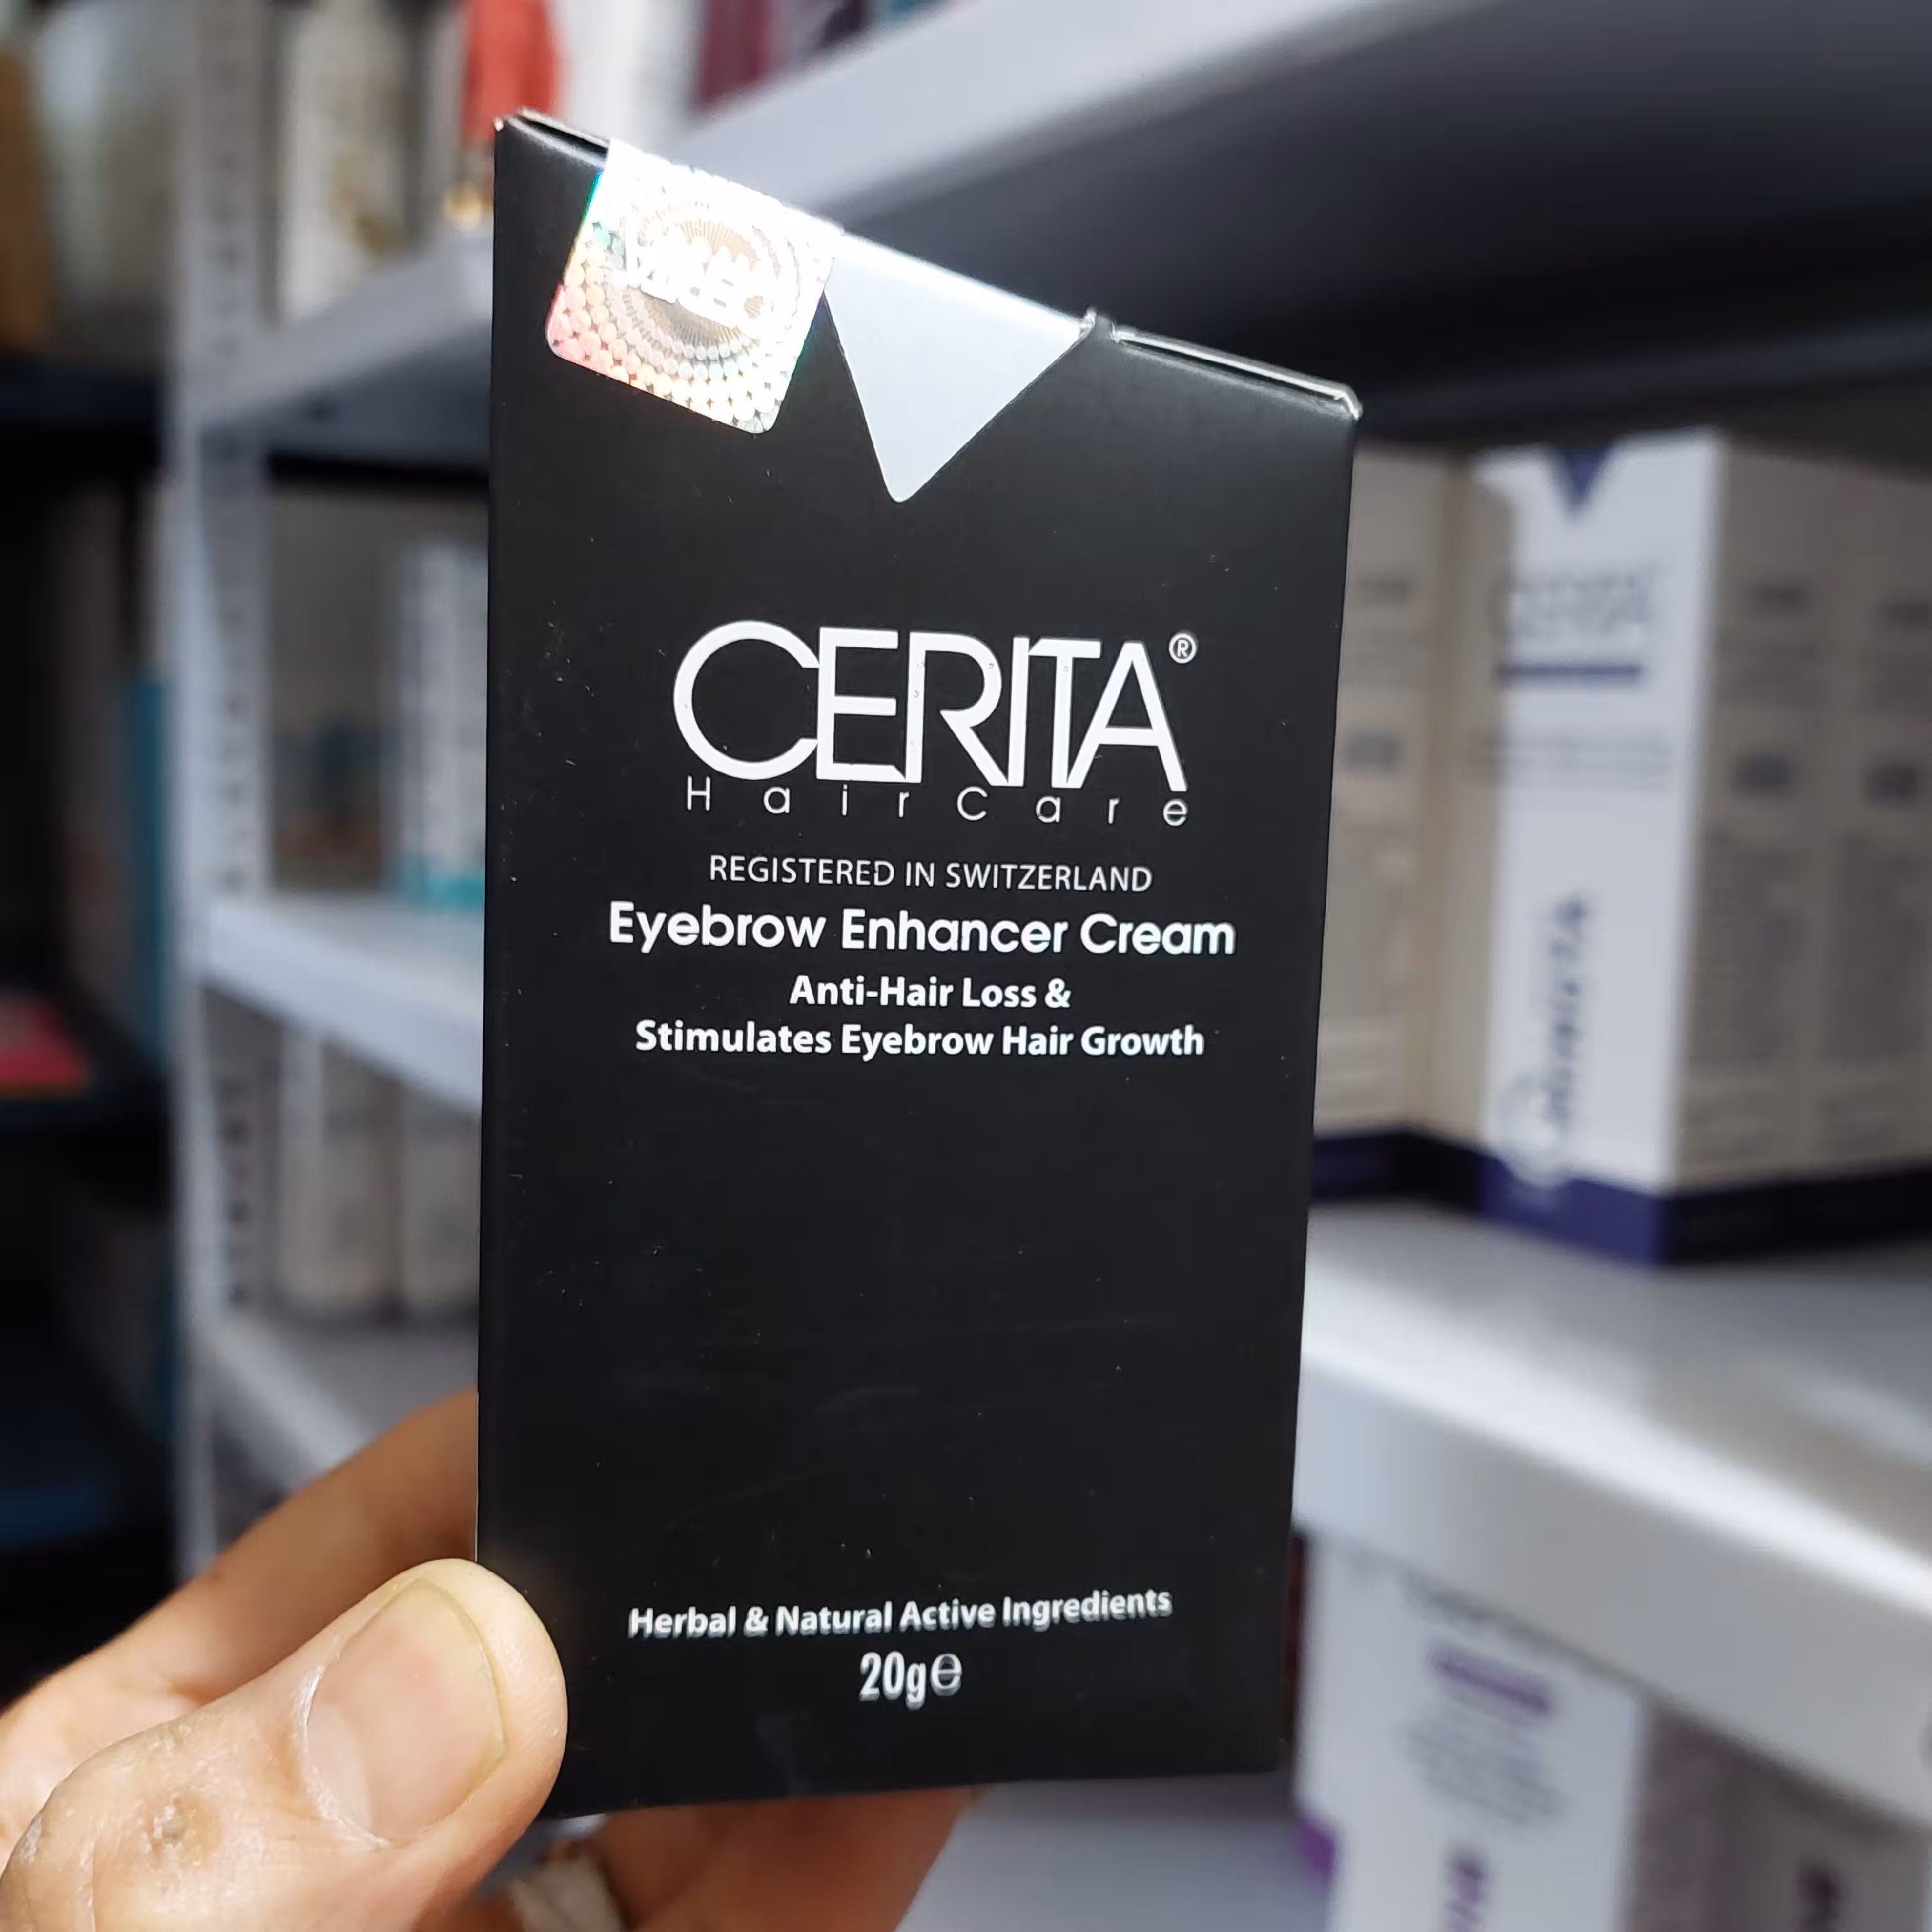 CERITA®
HairCare
REGISTERED IN SWITZERLAND
Eyebrow Enhancer Cream
Anti-Hair Loss &
Stimulates Eyebrow Hair Growth
Herbal & Natural Active Ingredients
20g℮